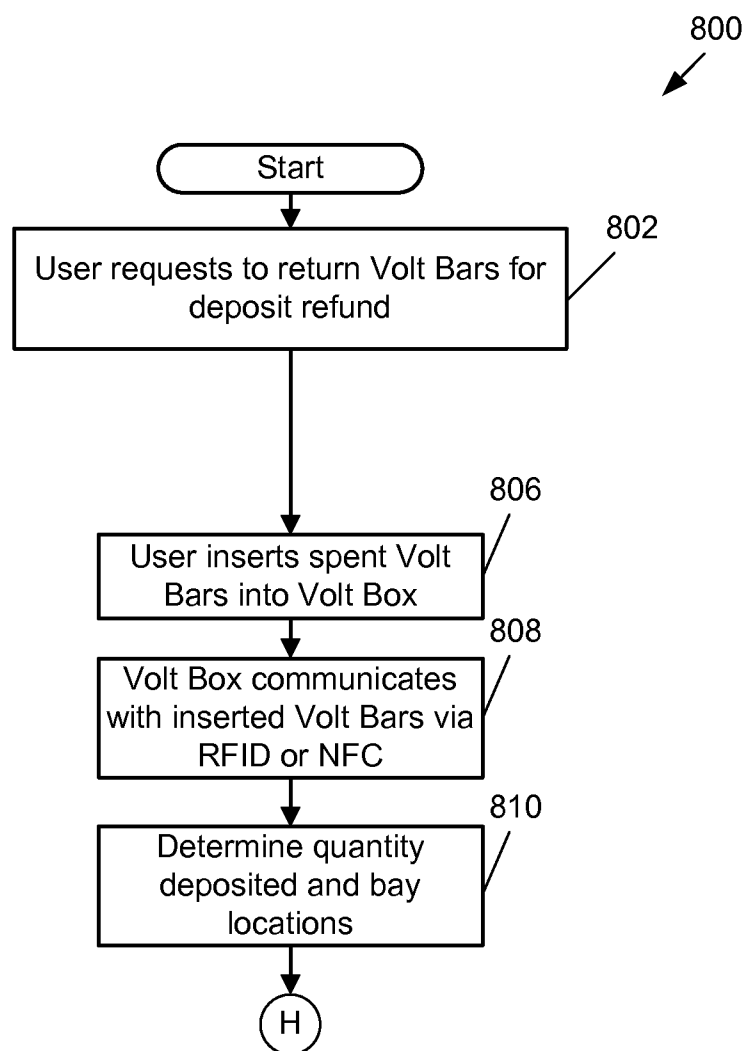 800
Start
802
User requests to return Volt Bars for
deposit refund
806
User inserts spent Volt
Bars into Volt Box
808
Volt Box communicates
with inserted Volt Bars via
RFID or NFC
810
Determine quantity
deposited and bay
locations
H